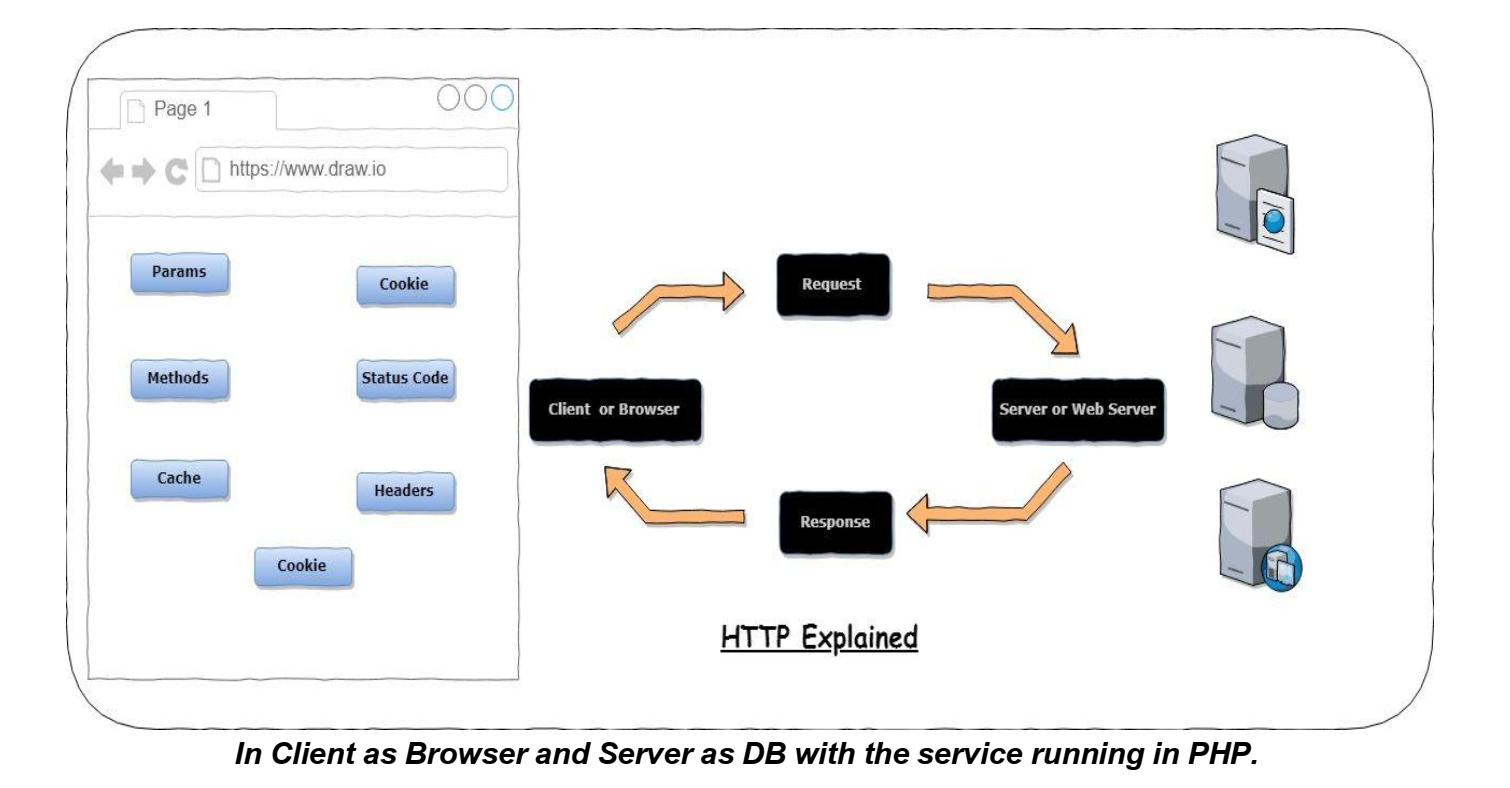 Page 1
https://www.draw.io
Params
Cookie
Methods
Status Code
Cache
Headers
Cookie
Request
Client or Browser
Server or Web Server
Response
HTTP Explained
In Client as Browser and Server as DB with the service running in PHP.